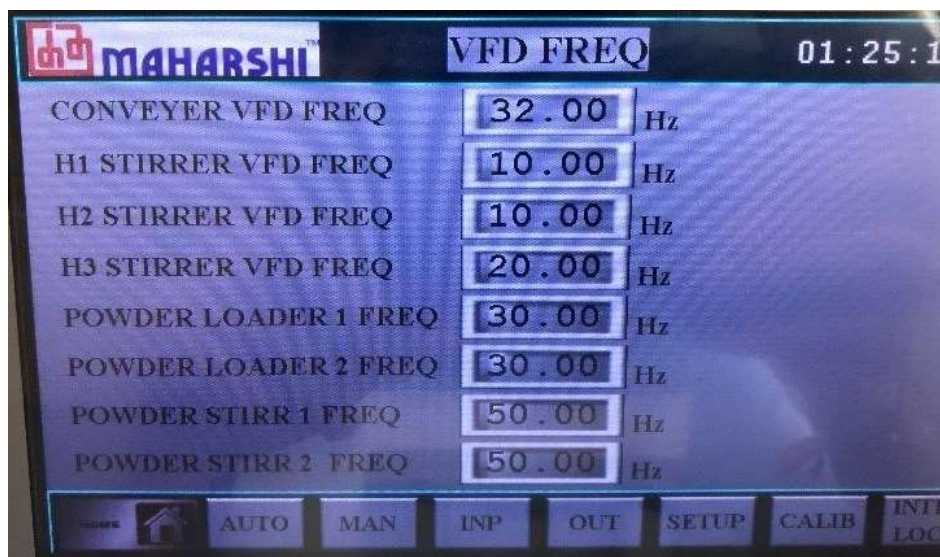 MAHARSHI™ VFD FREQ 01:25:1
CONVEYER VFD FREQ 32.00 Hz
H1 STIRRER VFD FREQ 10.00 Hz
H2 STIRRER VFD FREQ 10.00 Hz
H3 STIRRER VFD FREQ 20.00 Hz
POWDER LOADER 1 FREQ 30.00 Hz
POWDER LOADER 2 FREQ 30.00 Hz
POWDER STIRR 1 FREQ 50.00 Hz
POWDER STIRR 2 FREQ 50.00 Hz
HOME AUTO MAN INP OUT SETUP CALIB
LOC